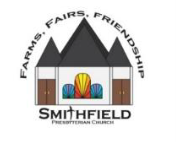 FARMS, FAIRS, FRIENDSHIP
SMITHFIELD
PRESBYTERIAN CHURCH